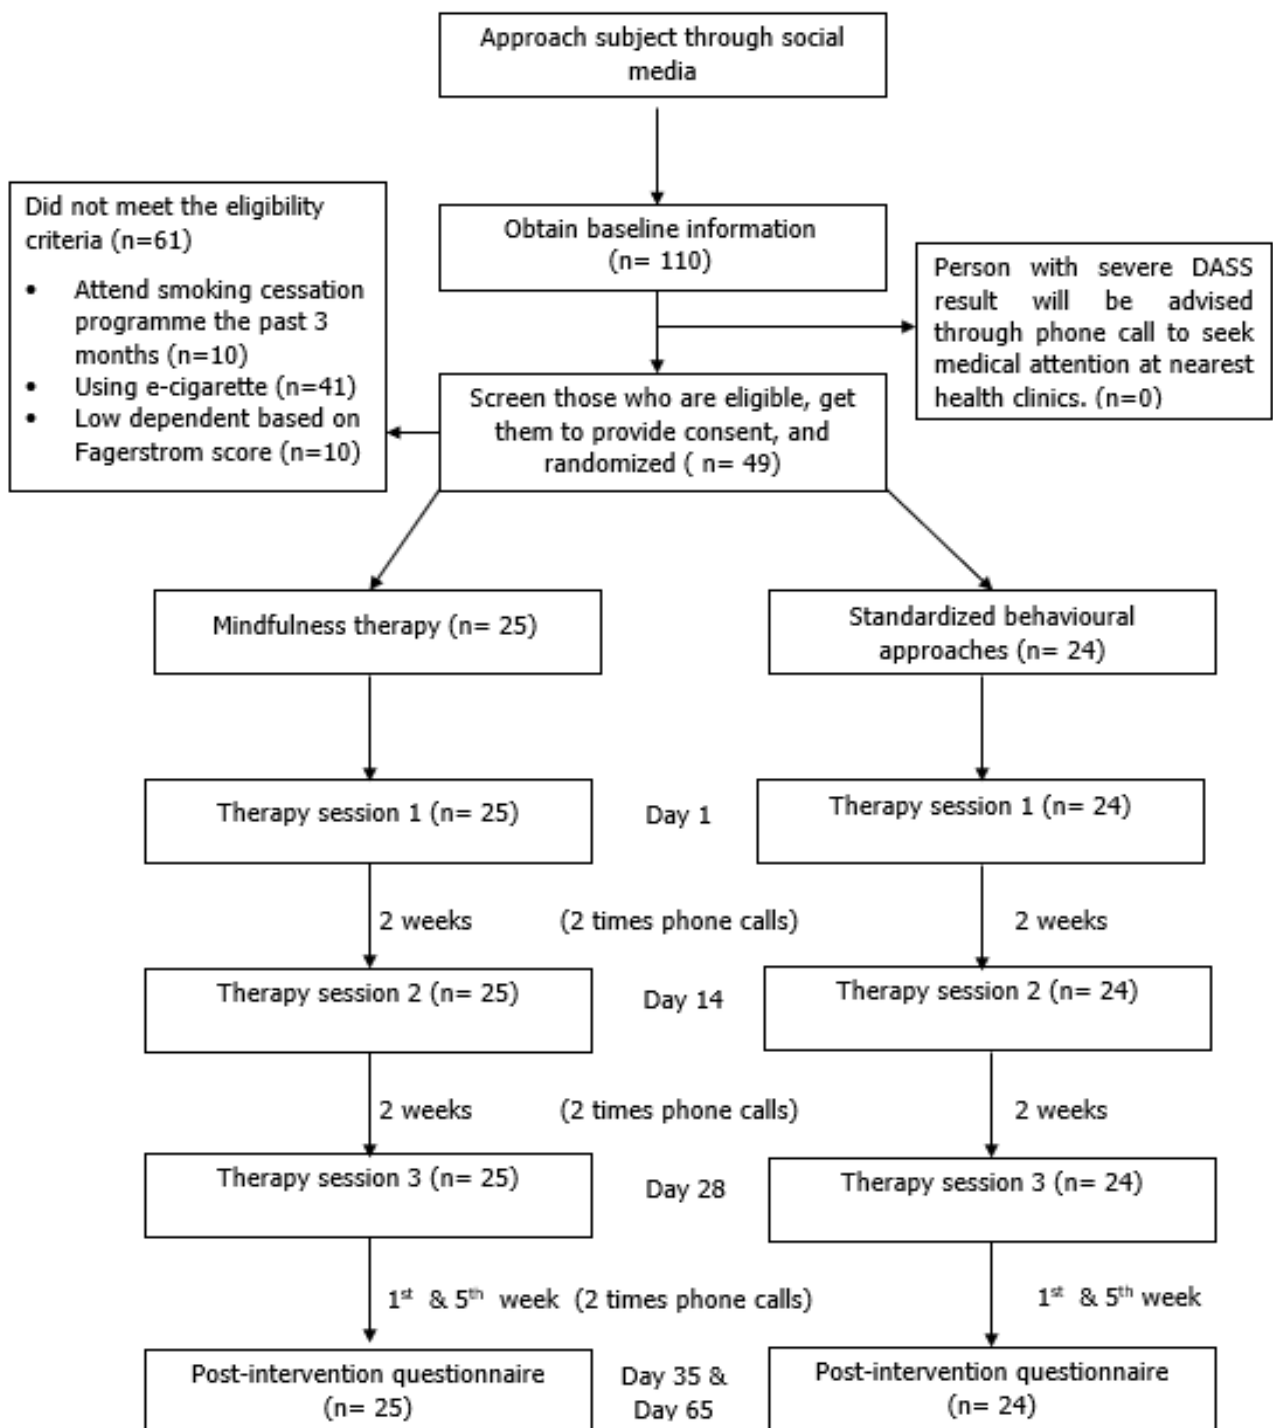 Approach subject through social
media
Did not meet the eligibility
criteria (n=61)
• Attend smoking cessation
programme the past 3
months (n=10)
• Using e-cigarette (n=41)
• Low dependent based on
Fagerstrom score (n=10)
Obtain baseline information
(n= 110)
Person with severe DASS
result will be advised
through phone call to seek
medical attention at nearest
health clinics. (n=0)
Screen those who are eligible, get
them to provide consent, and
randomized ( n= 49)
Mindfulness therapy (n= 25)
Standardized behavioural
approaches (n= 24)
Therapy session 1 (n= 25)
Day 1
Therapy session 1 (n= 24)
2 weeks
(2 times phone calls)
2 weeks
Therapy session 2 (n= 25)
Day 14
Therapy session 2 (n= 24)
2 weeks
(2 times phone calls)
2 weeks
Therapy session 3 (n= 25)
Day 28
Therapy session 3 (n= 24)
1st & 5th week (2 times phone calls)
1st & 5th week
Post-intervention questionnaire
(n= 25)
Day 35 &
Day 65
Post-intervention questionnaire
(n= 24)